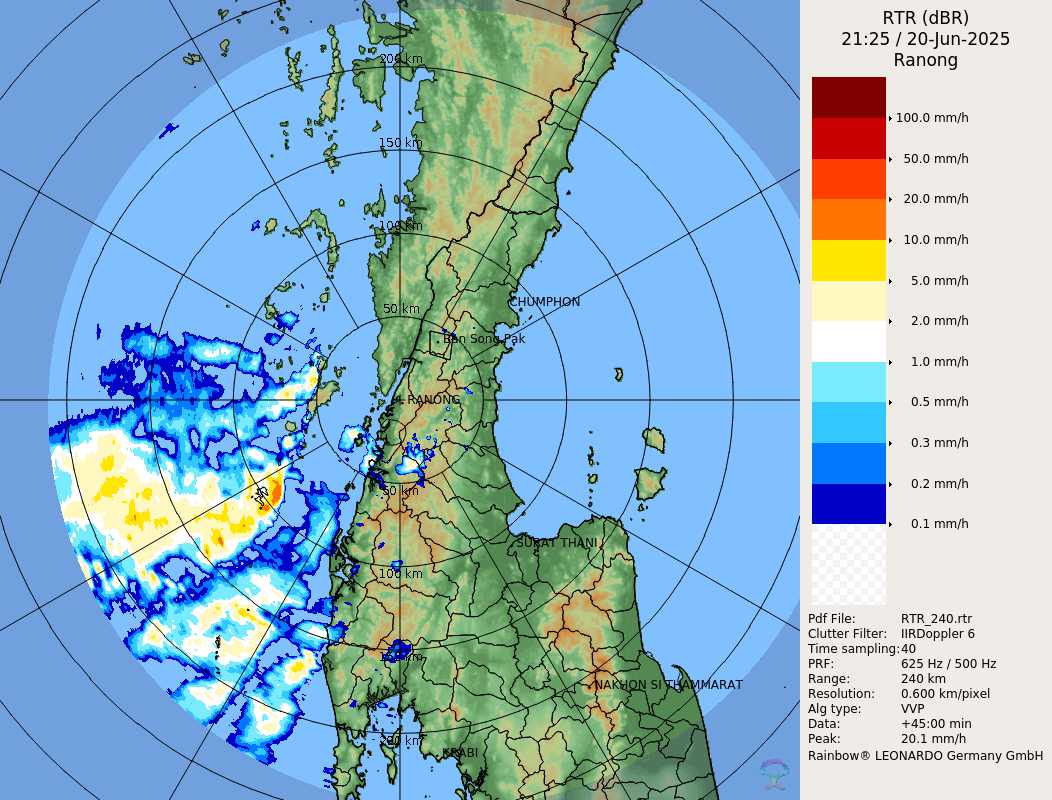 RTR (dBR)
21:25 / 20-Jun-2025
Ranong
200 km
150 km
100 km
50 km
CHUMPHON
Ban Song Pak
RANONG
50 km
SURAT THANI
100 km
150 km
NAKHON SI THAMMARAT
200 km
KRABI
100.0 mm/h
50.0 mm/h
20.0 mm/h
10.0 mm/h
5.0 mm/h
2.0 mm/h
1.0 mm/h
0.5 mm/h
0.3 mm/h
0.2 mm/h
0.1 mm/h
Pdf File: RTR_240.rtr
Clutter Filter: IIRDoppler 6
Time sampling:40
PRF: 625 Hz / 500 Hz
Range: 240 km
Resolution: 0.600 km/pixel
Alg type: VVP
Data: +45:00 min
Peak: 20.1 mm/h
Rainbow® LEONARDO Germany GmbH